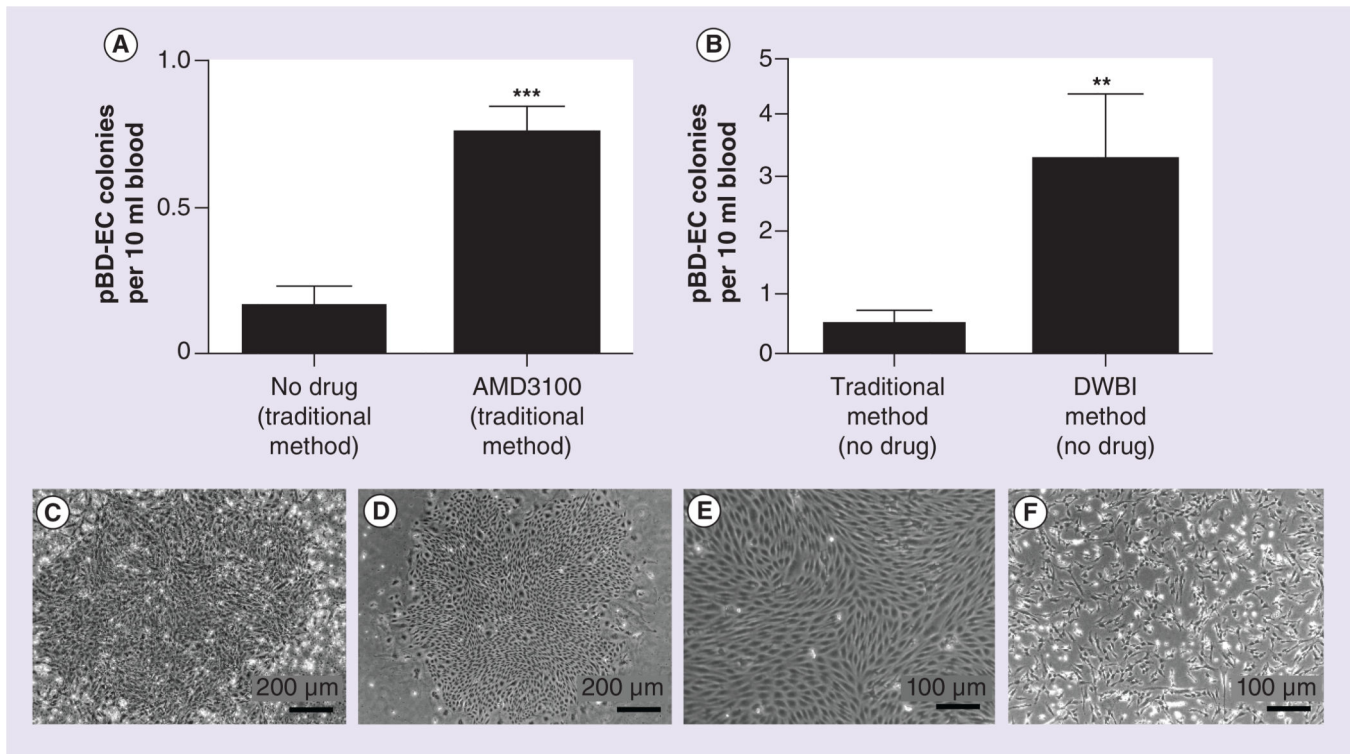 A
pBD-EC colonies
per 10 ml blood
1.0
0.5
0
***
No drug
(traditional
method)
AMD3100
(traditional
method)
B
pBD-EC colonies
per 10 ml blood
5
4
3
2
1
0
**
Traditional
method
(no drug)
DWBI
method
(no drug)
C
200 µm
D
200 µm
E
100 µm
F
100 µm